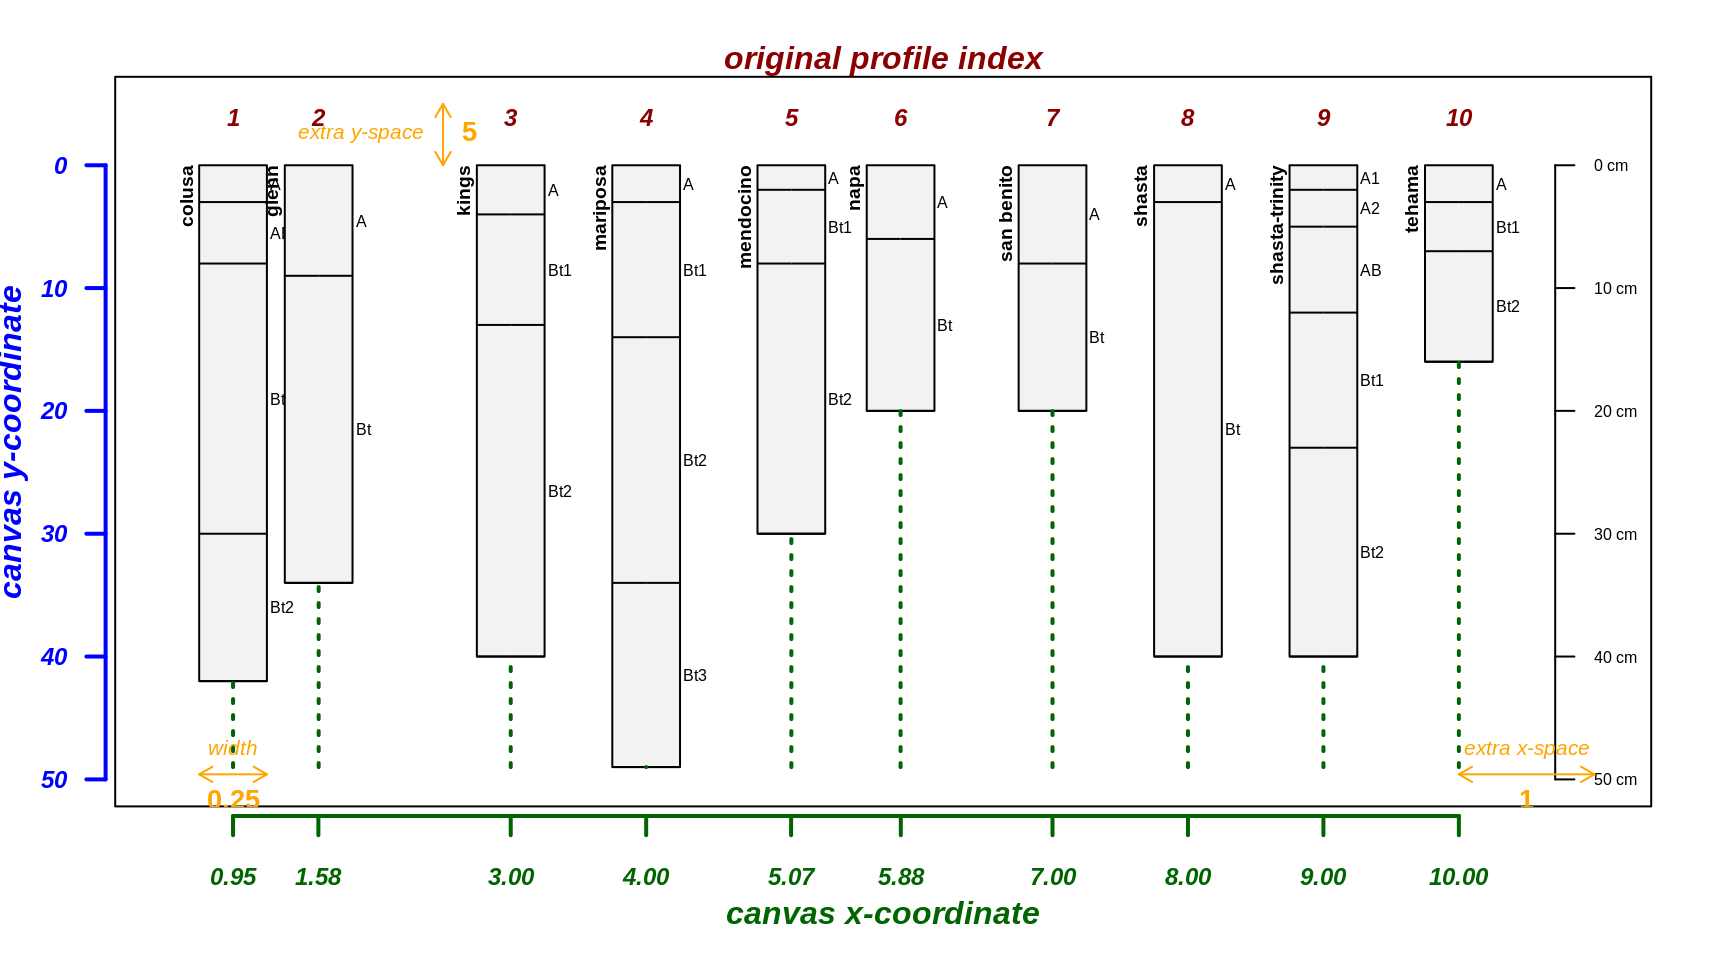 original profile index
1 2 3 4 5 6 7 8 9 10
extra y-space 5
canvas y-coordinate
0
10
20
30
40
50
colusa
Bt
Bt2
glenn
A
Bt
kings
A
Bt1
Bt2
mariposa
A
Bt1
Bt2
Bt3
mendocino
A
Bt1
Bt2
napa
A
Bt
san benito
A
Bt
shasta
A
Bt
shasta-trinity
A1
A2
AB
Bt1
Bt2
tehama
A
Bt1
Bt2
0 cm
10 cm
20 cm
30 cm
40 cm
50 cm
width
0.25
extra x-space
1
0.95 1.58 3.00 4.00 5.07 5.88 7.00 8.00 9.00 10.00
canvas x-coordinate